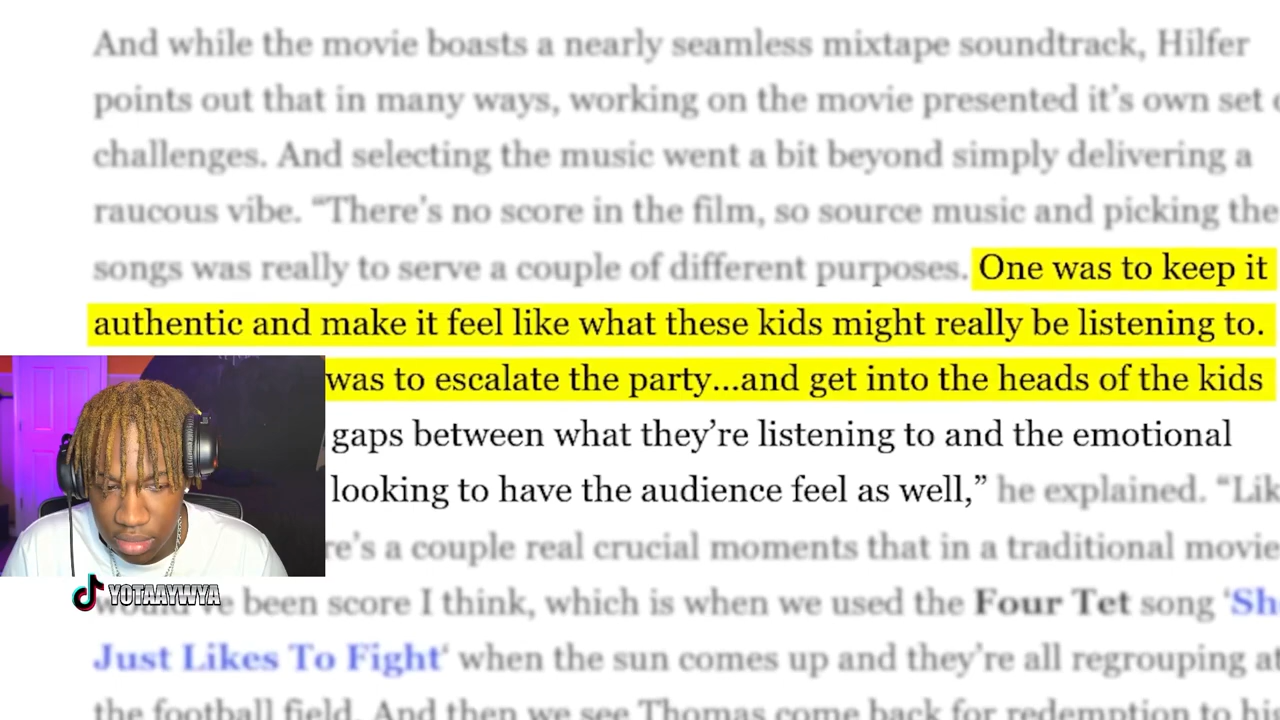 And while the movie boasts a nearly seamless mixtape soundtrack, Hilfer
points out that in many ways, working on the movie presented it’s own set
challenges. And selecting the music went a bit beyond simply delivering a
raucous vibe. “There’s no score in the film, so source music and picking the
songs was really to serve a couple of different purposes. One was to keep it
authentic and make it feel like what these kids might really be listening to.
was to escalate the party...and get into the heads of the kids
gaps between what they’re listening to and the emotional
looking to have the audience feel as well,” he explained. “Lik
re’s a couple real crucial moments that in a traditional movie
YOTAAYWYA
been score I think, which is when we used the Four Tet song ‘Sh
Just Likes To Fight‘ when the sun comes up and they’re all regrouping at
the football field. And then we see Thomas come back for redemption to hi